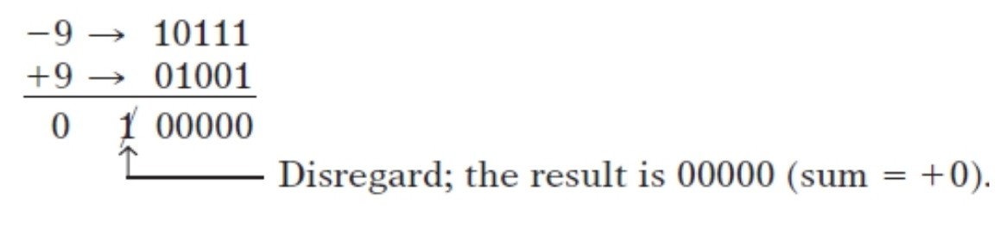 −9 → 10111
+9 → 01001
0 1 00000
Disregard; the result is 00000 (sum = +0).